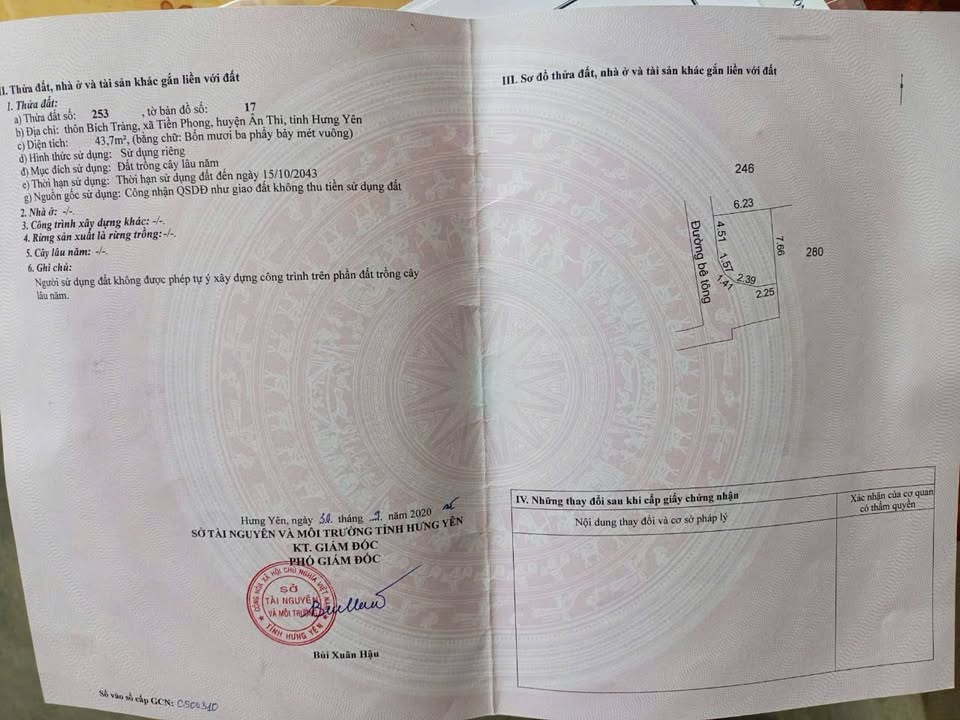 II. Thửa đất, nhà ở và tài sản khác gắn liền với đất
1. Thửa đất:
a) Thửa đất số: 253 , tờ bản đồ số: 17
b) Địa chỉ: thôn Bích Tràng, xã Tiền Phong, huyện Ân Thi, tỉnh Hưng Yên
c) Diện tích: 43,7m², (bằng chữ: Bốn mươi ba phẩy bảy mét vuông)
d) Hình thức sử dụng: Sử dụng riêng
đ) Mục đích sử dụng: Đất trồng cây lâu năm
e) Thời hạn sử dụng: Thời hạn sử dụng đất đến ngày 15/10/2043
g) Nguồn gốc sử dụng: Công nhận QSDĐ như giao đất không thu tiền sử dụng đất
2. Nhà ở: -/-.
3. Công trình xây dựng khác: -/-.
4. Rừng sản xuất là rừng trồng:-/-.
5. Cây lâu năm: -/-.
6. Ghi chú:
Người sử dụng đất không được phép tự ý xây dựng công trình trên phần đất trồng cây
lâu năm.
Hưng Yên, ngày 30 tháng 9 năm 2020
SỞ TÀI NGUYÊN VÀ MÔI TRƯỜNG TỈNH HƯNG YÊN
KT. GIÁM ĐỐC
PHÓ GIÁM ĐỐC
CỘNG HÒA XÃ HỘI CHỦ NGHĨA VIỆT NAM
SỞ
TÀI NGUYÊN
VÀ MÔI TRƯỜNG
TỈNH HƯNG YÊN
Bùi Xuân Hậu
Số vào sổ cấp GCN: CS00310
III. Sơ đồ thửa đất, nhà ở và tài sản khác gắn liền với đất
246
6.23
4.51
7.66
280
Đường bê tông
1.57
1.41
2.39
2.25
IV. Những thay đổi sau khi cấp giấy chứng nhận
Nội dung thay đổi và cơ sở pháp lý
Xác nhận của cơ quan
có thẩm quyền